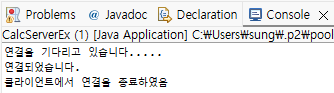 Problems @ Javadoc Declaration Console
CalcServerEx (1) [Java Application] C:₩Users₩sung₩.p2₩pool
연결을 기다리고 있습니다.....
연결되었습니다.
클라이언트에서 연결을 종료하였음